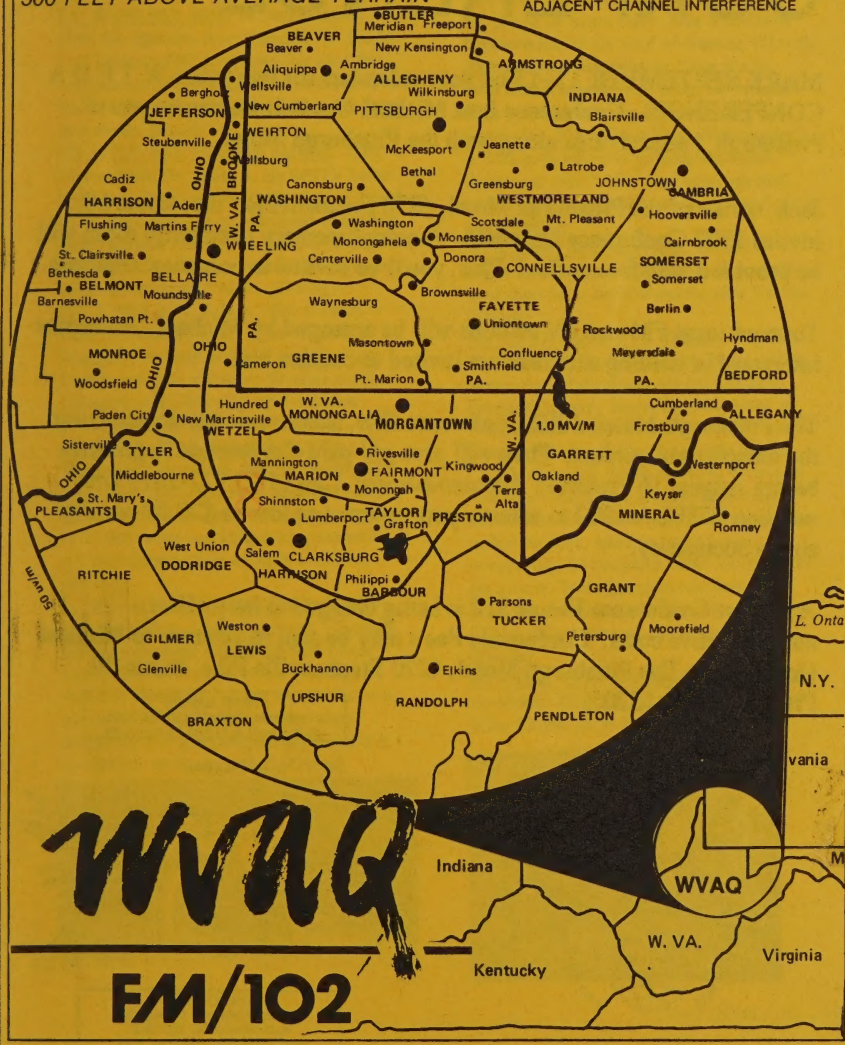 500 FEET ABOVE AVERAGE TERRAIN
ADJACENT CHANNEL INTERFERENCE
BUTLER
Meridian
Freeport
BEAVER
Beaver
New Kensington
ARMSTRONG
Aliquippa
Ambridge
ALLEGHENY
Wilkinsburg
Wellsville
Bergholz
INDIANA
New Cumberland
PITTSBURGH
Blairsville
JEFFERSON
WEIRTON
Steubenville
McKeesport
Jeanette
BROOKE
Wellsburg
Latrobe
OHIO
Bethal
Greensburg
JOHNSTOWN
CAMBRIA
Cadiz
Canonsburg
HARRISON
WASHINGTON
WESTMORELAND
Aden
W. VA.
PA.
Hooversville
Flushing
Martins Ferry
Washington
Scotsdale
Mt. Pleasant
Cairnbrook
WHEELING
Monongahela
Monessen
St. Clairsville
Centerville
Donora
SOMERSET
Bethesda
BELLAIRE
CONNELLSVILLE
Somerset
BELMONT
Moundsville
Brownsville
Barnesville
Waynesburg
FAYETTE
Berlin
Powhatan Pt.
PA.
Uniontown
Rockwood
OHIO
Masontown
Hyndman
MONROE
Confluence
Meyersdale
Cameron
GREENE
Smithfield
BEDFORD
Woodsfield
OHIO
Pt. Marion
PA.
PA.
Hundred
W. VA.
Cumberland
ALLEGANY
Paden City
New Martinsville
MONONGALIA
MORGANTOWN
W. VA.
1.0 MV/M
Frostburg
WETZEL
Sisterville
GARRETT
TYLER
Rivesville
Mannington
FAIRMONT
Kingwood
Westernport
OHIO
Middlebourne
MARION
Oakland
Monongah
Terra
Alta
Keyser
St. Mary's
Shinnston
PLEASANTS
TAYLOR
PRESTON
MINERAL
Lumberport
Grafton
Romney
West Union
Salem
CLARKSBURG
DODRIDGE
HARRISON
Philippi
50 uv/m
RITCHIE
BARBOUR
GRANT
Parsons
TUCKER
L. Onta
Weston
Petersburg
Moorefield
GILMER
LEWIS
Glenville
Buckhannon
Elkins
N.Y.
UPSHUR
RANDOLPH
BRAXTON
PENDLETON
vania
WVAQ
Indiana
M
WVAQ
W. VA.
Virginia
Kentucky
FM/102